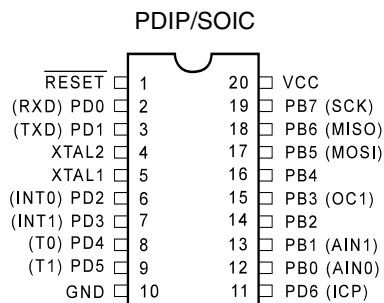 PDIP/SOIC
RESET 1 20 VCC
(RXD) PD0 2 19 PB7 (SCK)
(TXD) PD1 3 18 PB6 (MISO)
XTAL2 4 17 PB5 (MOSI)
XTAL1 5 16 PB4
(INT0) PD2 6 15 PB3 (OC1)
(INT1) PD3 7 14 PB2
(T0) PD4 8 13 PB1 (AIN1)
(T1) PD5 9 12 PB0 (AIN0)
GND 10 11 PD6 (ICP)